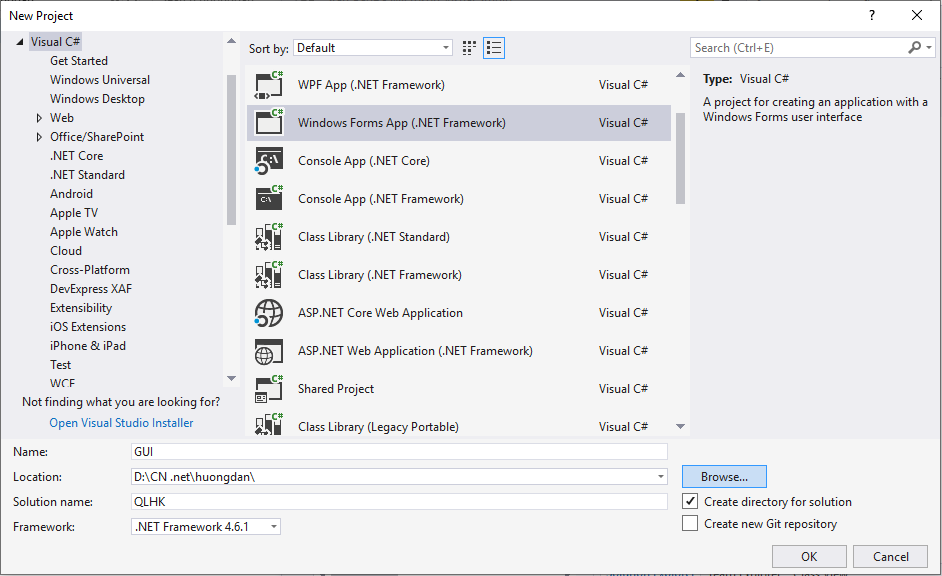 New Project
?
Visual C#
Get Started
Windows Universal
Windows Desktop
Web
Office/SharePoint
.NET Core
.NET Standard
Android
Apple TV
Apple Watch
Cloud
Cross-Platform
DevExpress XAF
Extensibility
iOS Extensions
iPhone & iPad
Test
WCF
Not finding what you are looking for?
Open Visual Studio Installer
Sort by: Default
WPF App (.NET Framework) Visual C#
Windows Forms App (.NET Framework) Visual C#
Console App (.NET Core) Visual C#
Console App (.NET Framework) Visual C#
Class Library (.NET Standard) Visual C#
Class Library (.NET Framework) Visual C#
ASP.NET Core Web Application Visual C#
ASP.NET Web Application (.NET Framework) Visual C#
Shared Project Visual C#
Class Library (Legacy Portable) Visual C#
Search (Ctrl+E)
Type: Visual C#
A project for creating an application with a
Windows Forms user interface
Name: GUI
Location: D:\CN .net\huongdan\
Browse...
Solution name: QLHK
Create directory for solution
Framework: .NET Framework 4.6.1
Create new Git repository
OK
Cancel